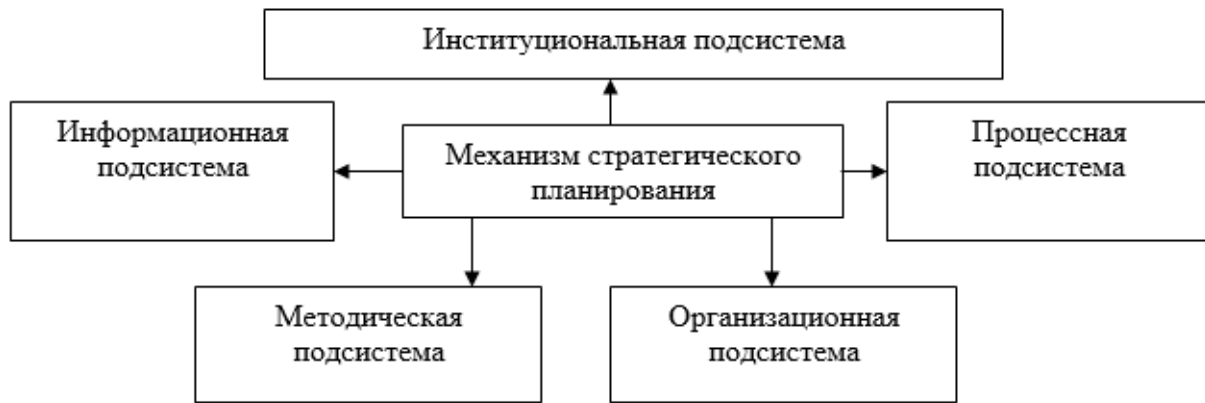 Институциональная подсистема
Информационная
подсистема
Механизм стратегического
планирования
Процессная
подсистема
Методическая
подсистема
Организационная
подсистема